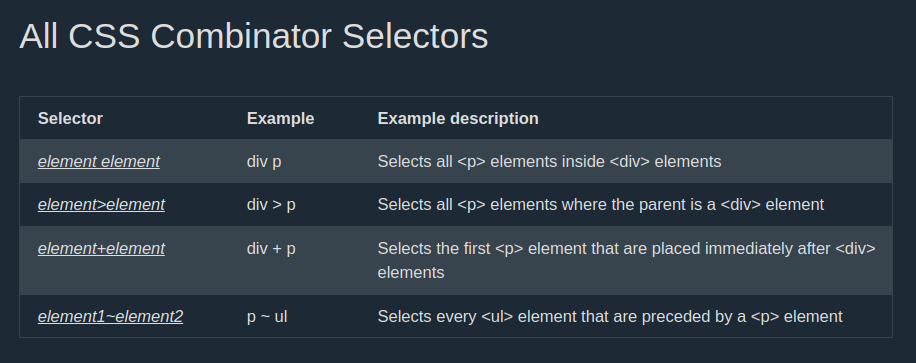 All CSS Combinator Selectors
Selector Example Example description
element element div p Selects all <p> elements inside <div> elements
element>element div > p Selects all <p> elements where the parent is a <div> element
element+element div + p Selects the first <p> element that are placed immediately after <div>
elements
element1~element2 p ~ ul Selects every <ul> element that are preceded by a <p> element